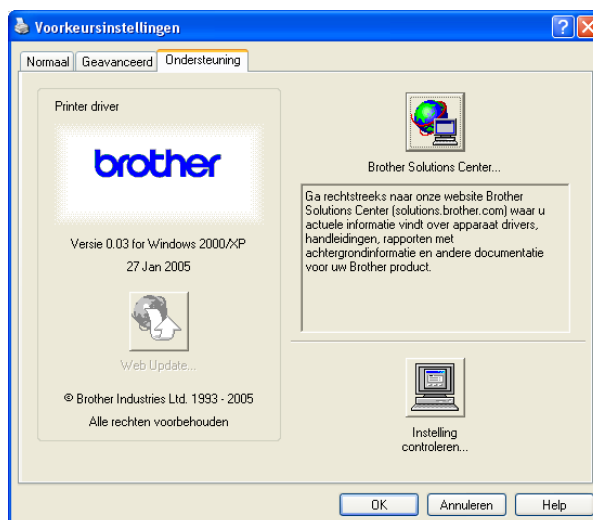 Voorkeursinstellingen
Normaal Geavanceerd Ondersteuning
Printer driver
brother
Versie 0.03 for Windows 2000/XP
27 Jan 2005
Web Update...
© Brother Industries Ltd. 1993 - 2005
Alle rechten voorbehouden
Brother Solutions Center...
Ga rechtstreeks naar onze website Brother
Solutions Center (solutions.brother.com) waar u
actuele informatie vindt over apparaat drivers,
handleidingen, rapporten met
achtergrondinformatie en andere documentatie
voor uw Brother product.
Instelling
controleren...
OK Annuleren Help